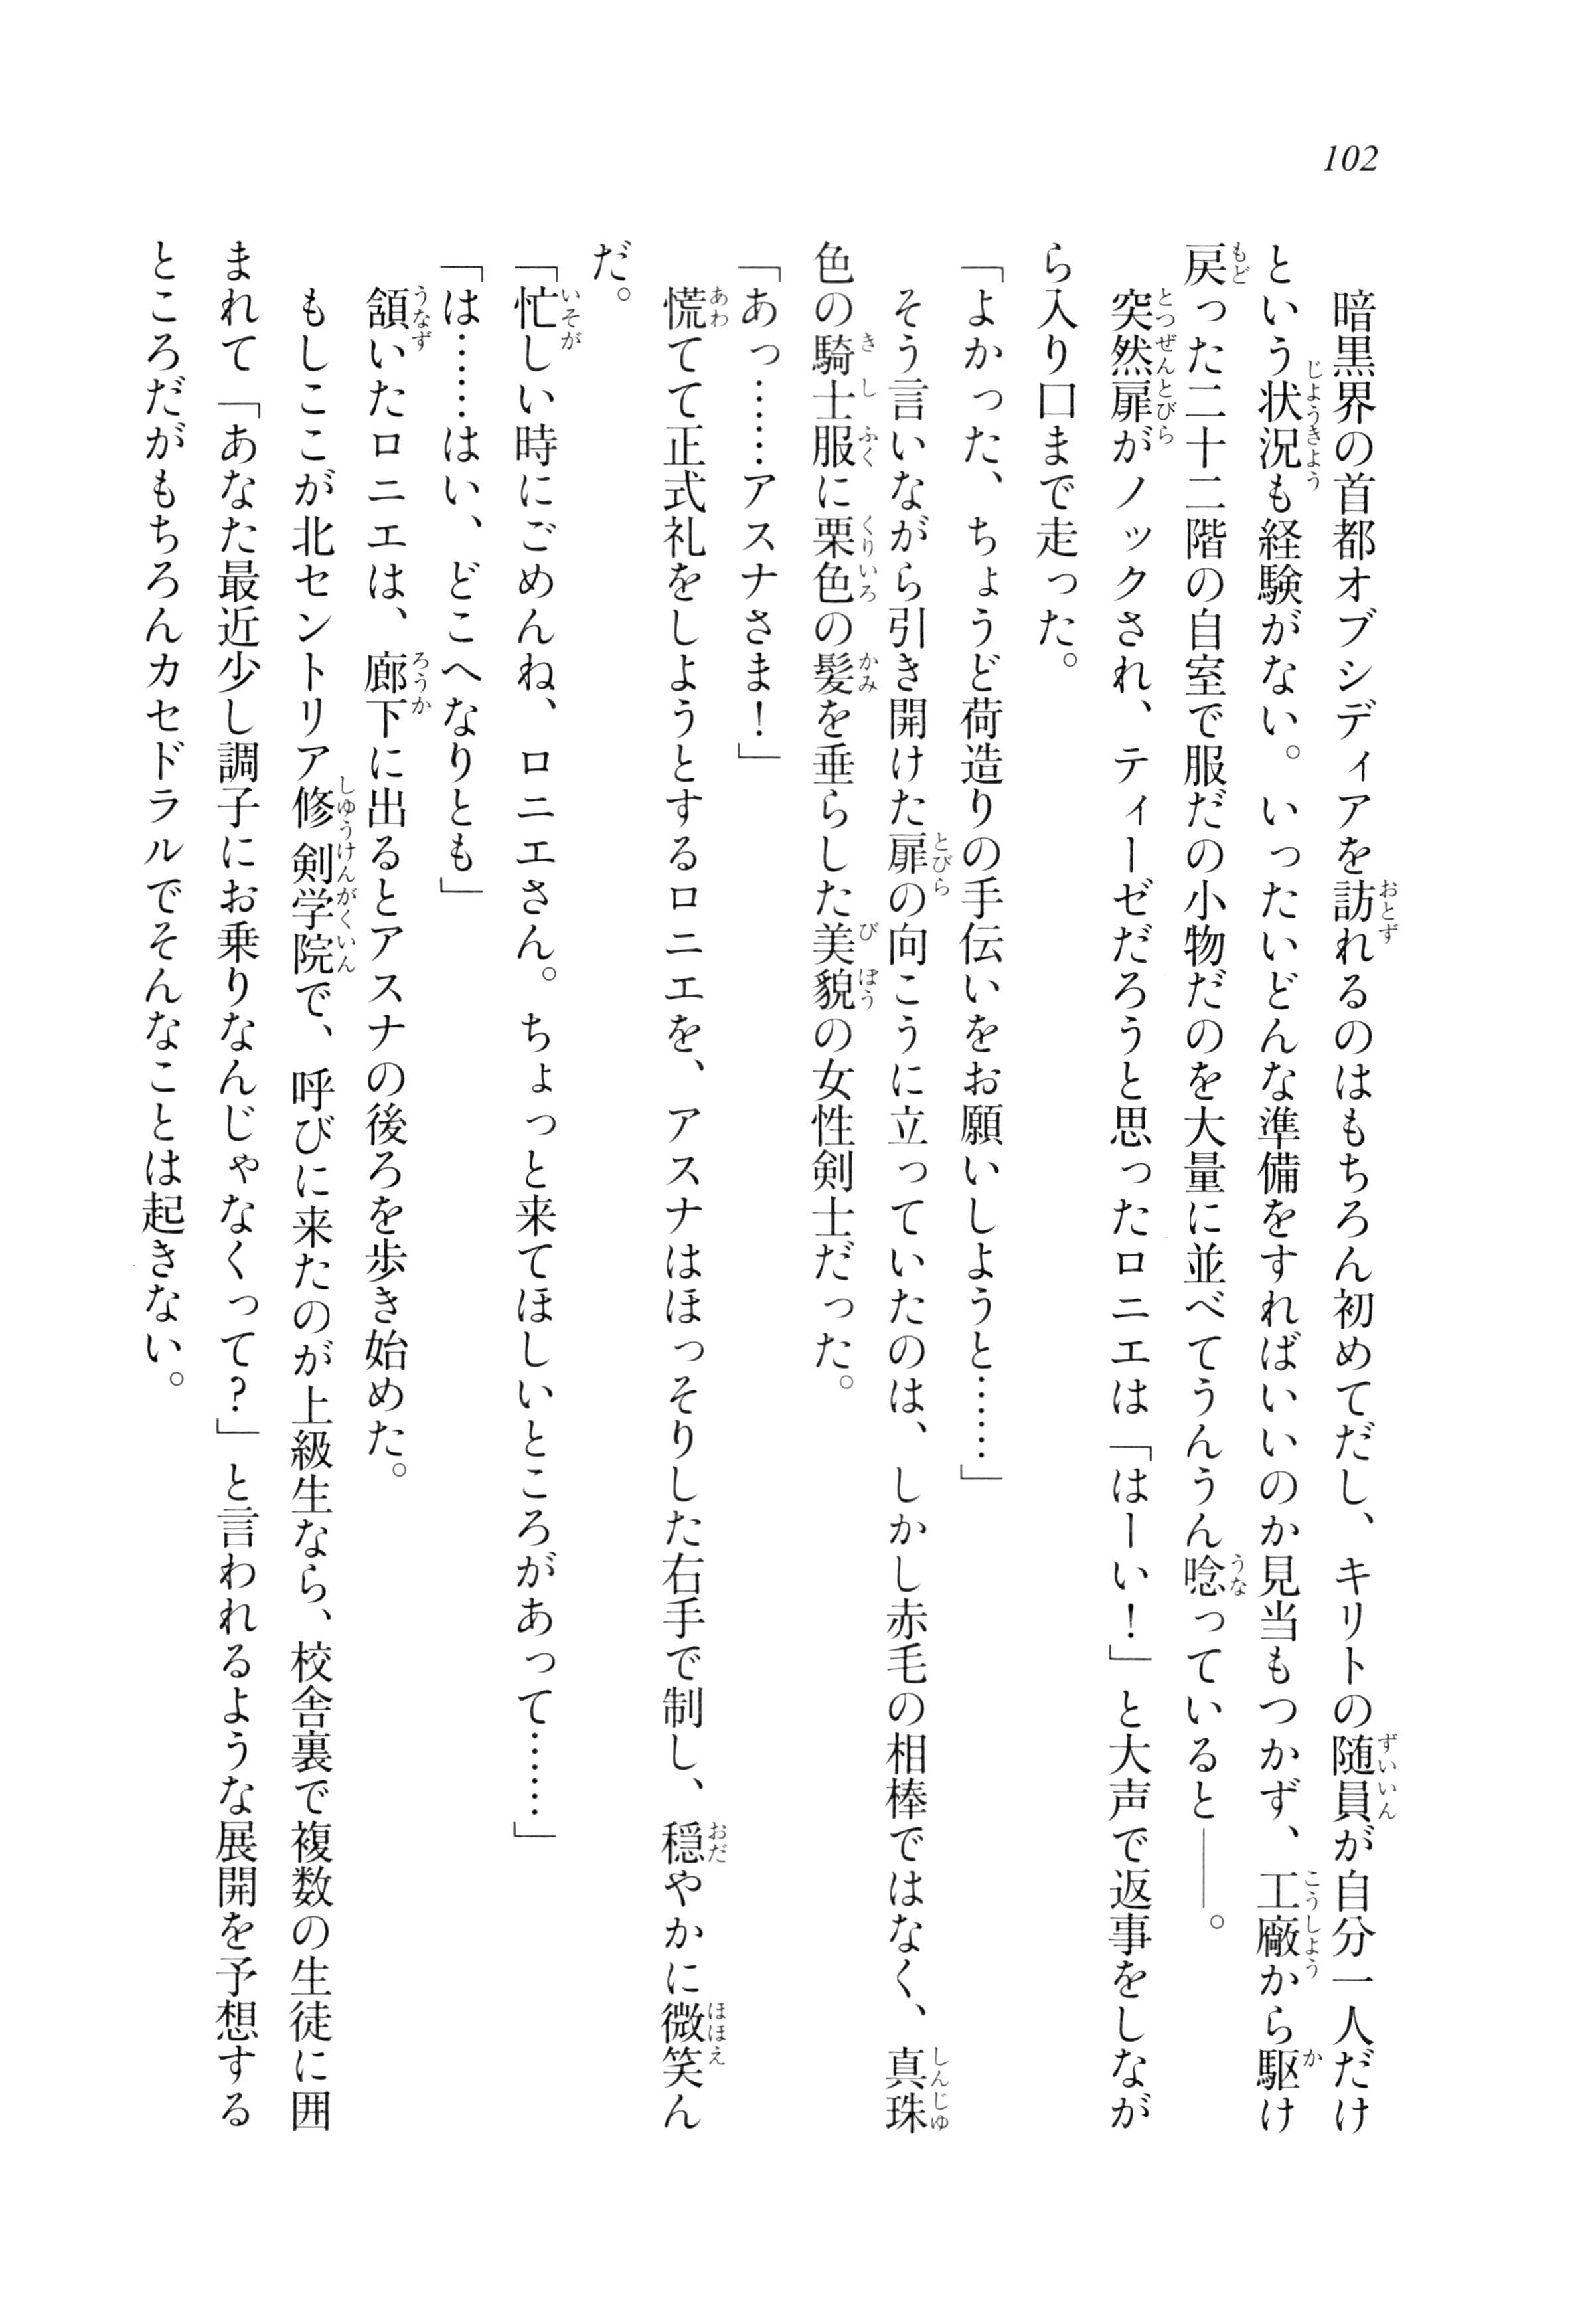 102
暗黒界の首都オブシディアを訪れるのはもちろん初めてだし、キリトの随員が自分一人だけ
という状況も経験がない。いったいどんな準備をすればいいのか見当もつかず、工廠から駆け
戻った二十二階の自室で服だの小物だのを大量に並べてうんうん唸っていると――。
突然扉がノックされ、ティーゼだろうと思ったロニエは「はーい！」と大声で返事をしなが
ら入り口まで走った。
「よかった、ちょうど荷造りの手伝いをお願いしようと……」
そう言いながら引き開けた扉の向こうに立っていたのは、しかし赤毛の相棒ではなく、真珠
色の騎士服に栗色の髪を垂らした美貌の女性剣士だった。
「あっ……アスナさま！」
慌てて正式礼をしようとするロニエを、アスナはほっそりした右手で制し、穏やかに微笑ん
だ。
「忙しい時にごめんね、ロニエさん。ちょっと来てほしいところがあって……」
「は……はい、どこへなりとも」
頷いたロニエは、廊下に出るとアスナの後ろを歩き始めた。
もしここが北セントリア修剣学院で、呼びに来たのが上級生なら、校舎裏で複数の生徒に囲
まれて「あなた最近少し調子にお乗りなんじゃなくって？」と言われるような展開を予想する
ところだがもちろんカセドラルでそんなことは起きない。